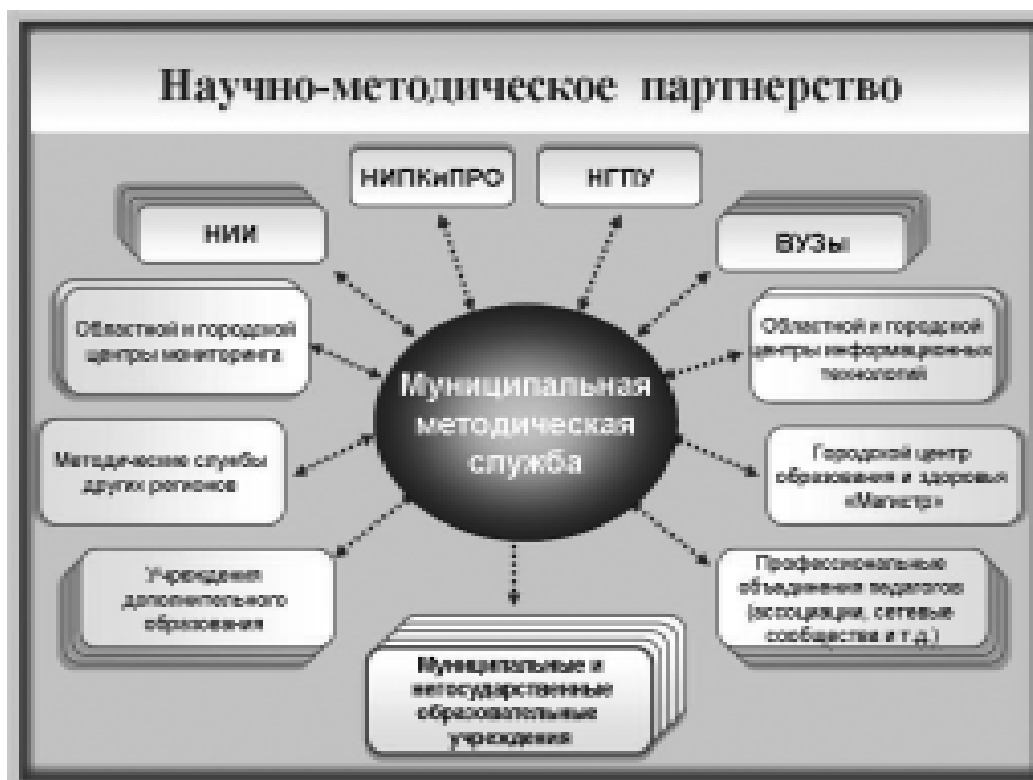 Научно-методическое партнерство
НИПКиПРО
НГПУ
НИИ
ВУЗы
Областной и городской
центры мониторинга
Областной и городской
центры информационных
технологий
Муниципальная
методическая
служба
Методические службы
других регионов
Городской центр
образования и здоровья
«Магистр»
Учреждения
дополнительного
образования
Профессиональные
объединения педагогов
(ассоциации, сетевые
сообщества и т.д.)
Муниципальные и
негосударственные
образовательные
учреждения